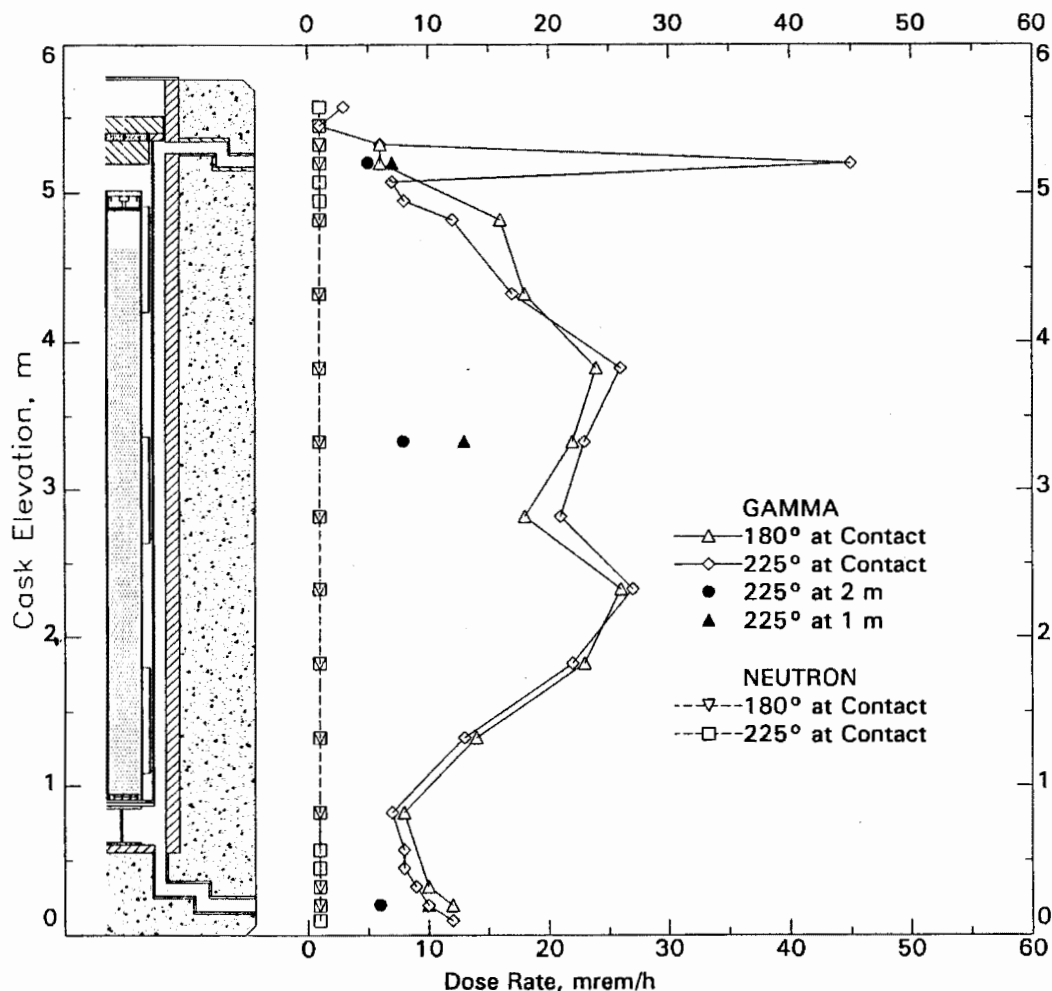 0 10 20 30 40 50 60
6 6
5 5
4 4
3 3
2 2
1 1
0 0
Cask Elevation, m
GAMMA
180° at Contact
225° at Contact
225° at 2 m
225° at 1 m
NEUTRON
180° at Contact
225° at Contact
0 10 20 30 40 50 60
Dose Rate, mrem/h